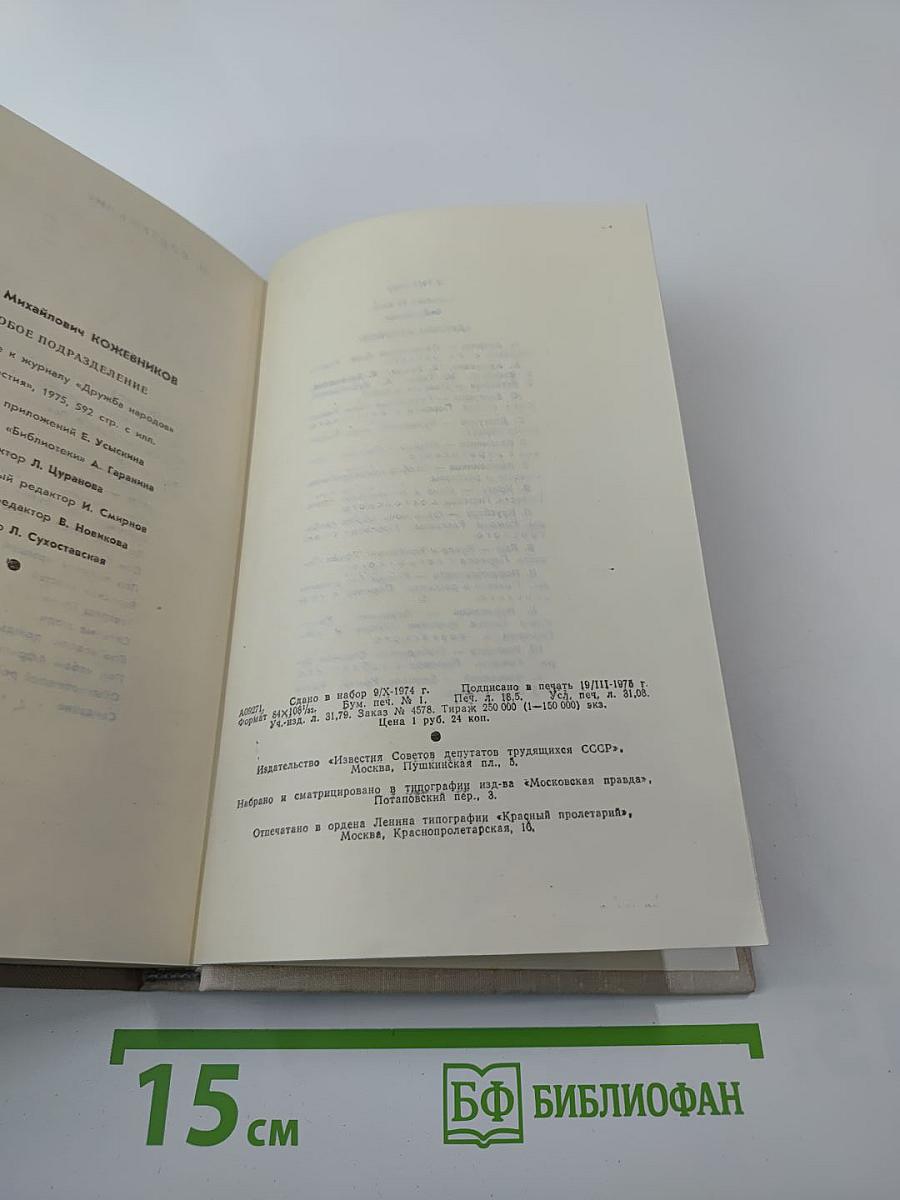 Михайлович КОЖЕВНИКОВ
ОБОЕ ПОДРАЗДЕЛЕНИЕ
е к журналу «Дружба народов»
естия», 1975, 592 стр. с илл.
приложений Е. Усыскина
«Библиотеки» А. Гаранина
ктор Л. Цуранова
ый редактор И. Смирнов
редактор В. Новикова
р Л. Сухоставская
А09271. Сдано в набор 9/X-1974 г. Подписано в печать 19/III-1975 г.
Формат 84×108¹/₃₂. Бум. печ. № 1. Печ. л. 18,5. Усл. печ. л. 31,08.
Уч.-изд. л. 31,79. Заказ № 4578. Тираж 250 000 (1—150 000) экз.
Цена 1 руб. 24 коп.
Издательство «Известия Советов депутатов трудящихся СССР»,
Москва, Пушкинская пл., 5.
Набрано и сматрицировано в типографии изд-ва «Московская правда»,
Потаповский пер., 3.
Отпечатано в ордена Ленина типографии «Красный пролетарий»,
Москва, Краснопролетарская, 16.
15 см
БФ БИБЛИОФАН